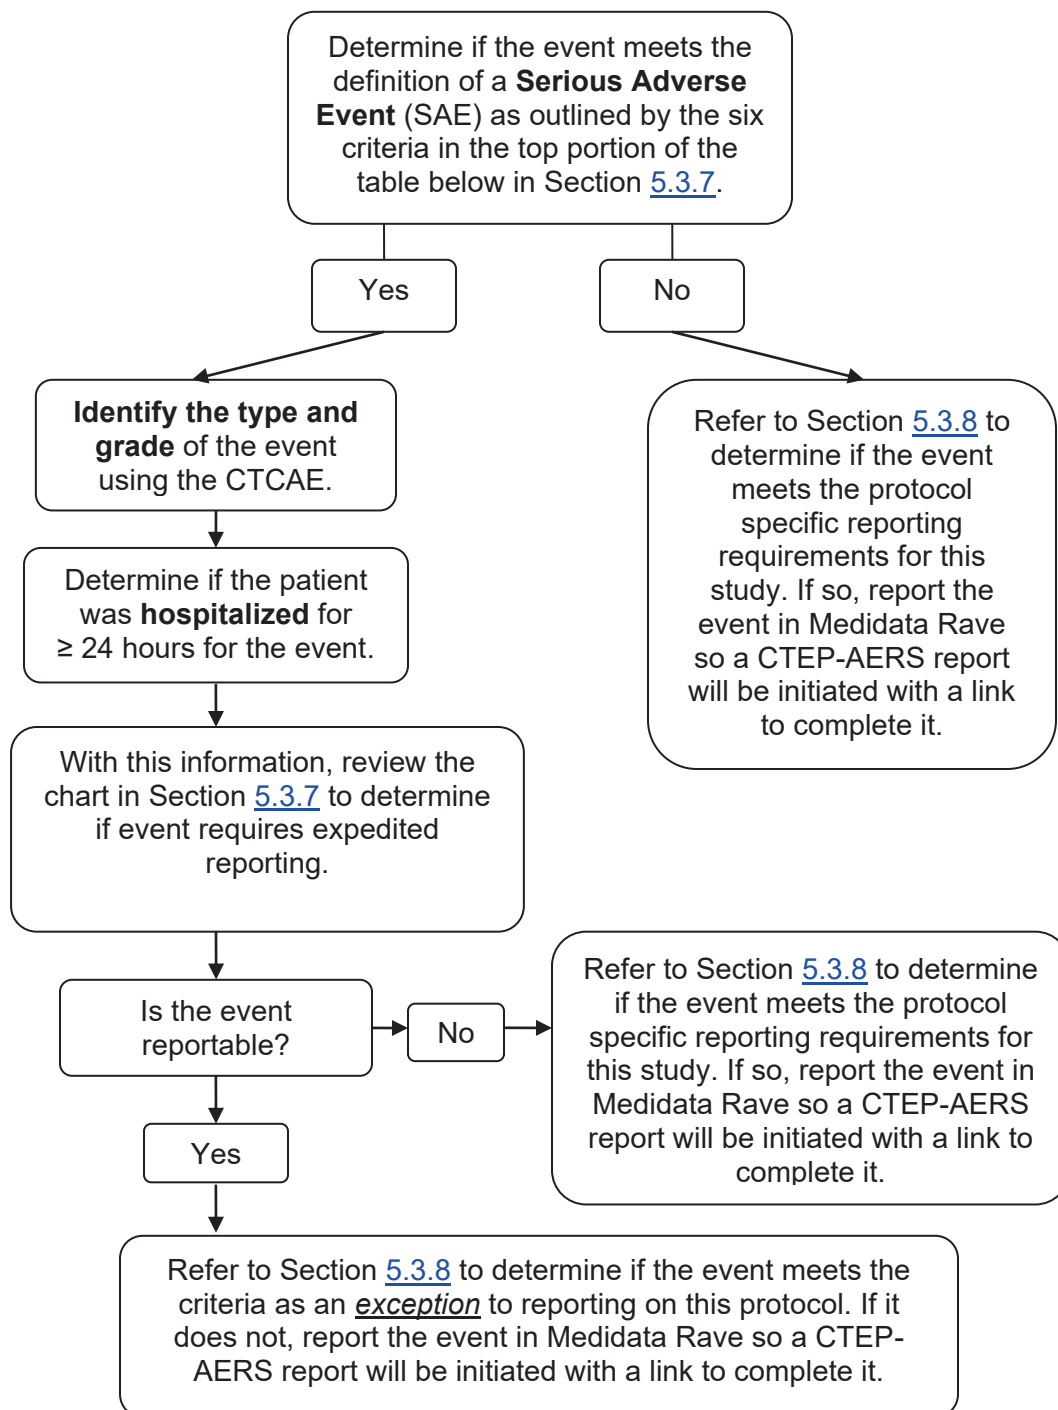 Determine if the event meets the
definition of a Serious Adverse
Event (SAE) as outlined by the six
criteria in the top portion of the
table below in Section 5.3.7.
Yes
No
Identify the type and
grade of the event
using the CTCAE.
Refer to Section 5.3.8 to
determine if the event
meets the protocol
specific reporting
requirements for this
study. If so, report the
event in Medidata Rave
so a CTEP-AERS report
will be initiated with a link
to complete it.
Determine if the patient
was hospitalized for
≥ 24 hours for the event.
With this information, review the
chart in Section 5.3.7 to determine
if event requires expedited
reporting.
Is the event
reportable?
No
Refer to Section 5.3.8 to determine
if the event meets the protocol
specific reporting requirements for
this study. If so, report the event in
Medidata Rave so a CTEP-AERS
report will be initiated with a link to
complete it.
Yes
Refer to Section 5.3.8 to determine if the event meets the
criteria as an exception to reporting on this protocol. If it
does not, report the event in Medidata Rave so a CTEP-
AERS report will be initiated with a link to complete it.